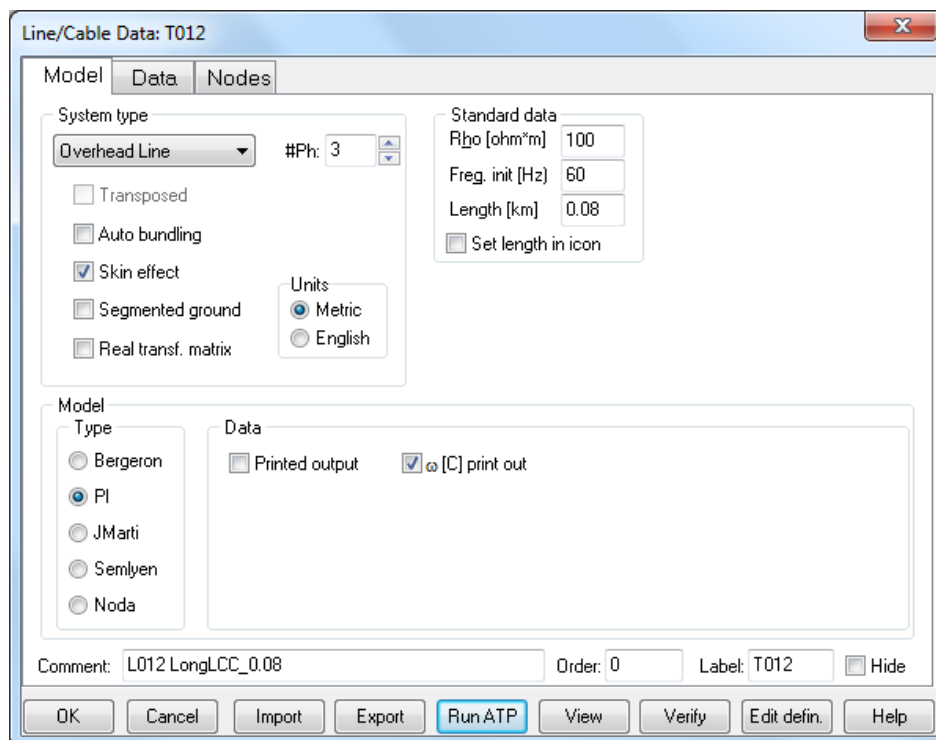 Line/Cable Data: T012
Model Data Nodes
System type
Overhead Line #Ph: 3
Transposed
Auto bundling
Skin effect
Segmented ground
Real transf. matrix
Units
Metric
English
Standard data
Rho [ohm*m] 100
Freq. init [Hz) 60
Length [km] 0.08
Set length in icon
Model
Type
Bergeron
PI
JMarti
Semlyen
Noda
Data
Printed output ω [C] print out
Comment: L012 LongLCC_0.08 Order: 0 Label: T012 Hide
OK Cancel Import Export Run ATP View Verify Edit defin. Help